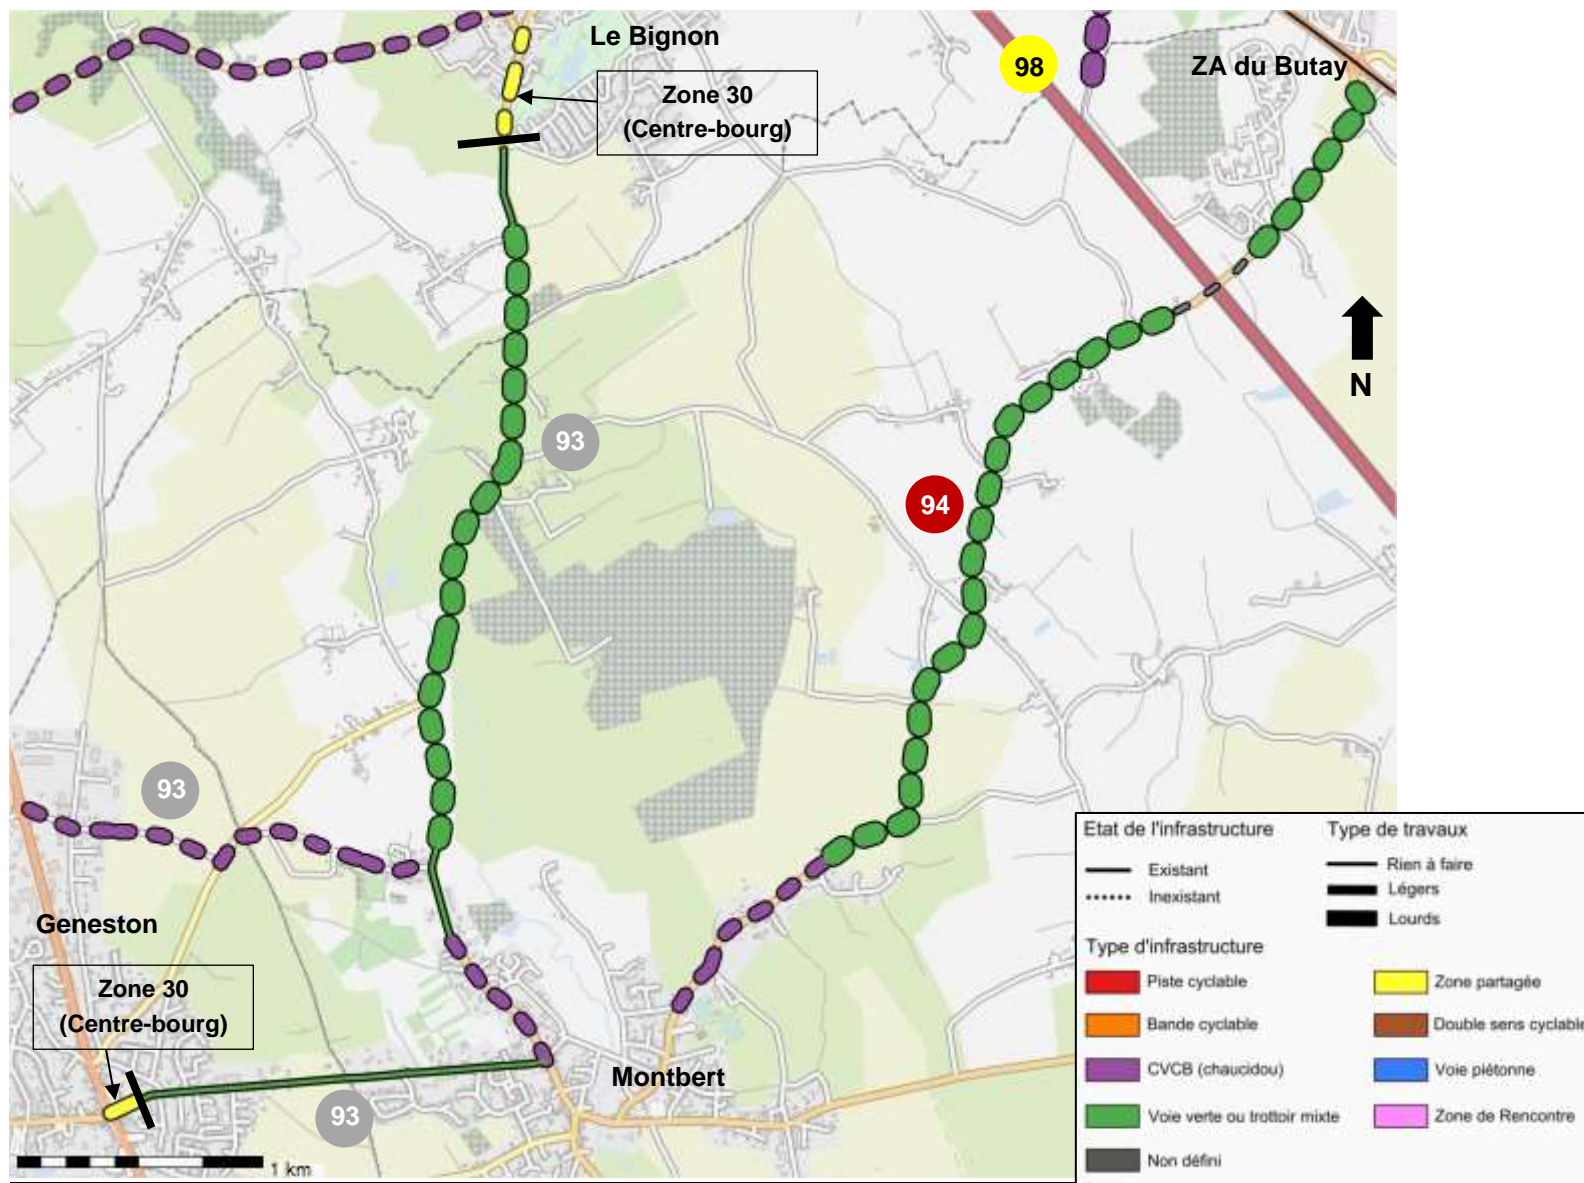 Le Bignon
Zone 30
(Centre-bourg)
98
ZA du Butay
N
93
94
93
Geneston
Zone 30
(Centre-bourg)
Montbert
93
1 km
Etat de l'infrastructure
Existant
Inexistant
Type de travaux
Rien à faire
Légers
Lourds
Type d'infrastructure
Piste cyclable
Bande cyclable
CVCB (chaucidou)
Voie verte ou trottoir mixte
Non défini
Zone partagée
Double sens cyclable
Voie piétonne
Zone de Rencontre